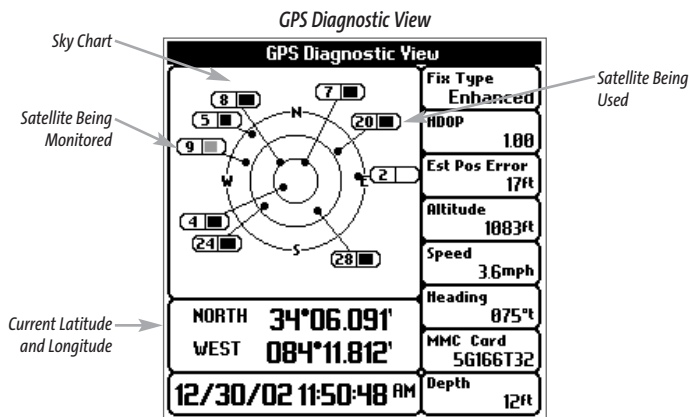 GPS Diagnostic View
Sky Chart
GPS Diagnostic View
Fix Type
Enhanced
Satellite Being
Used
7
8
N
5
20
HDOP
1.00
Satellite Being
Monitored
9
W
E
2
Est Pos Error
17ft
4
Altitude
1083ft
24
S
28
Speed
3.6mph
Heading
075°t
Current Latitude
and Longitude
NORTH 34°06.091'
WEST 084°11.812'
MMC Card
5G166T32
12/30/02 11:50:48 AM
Depth
12ft